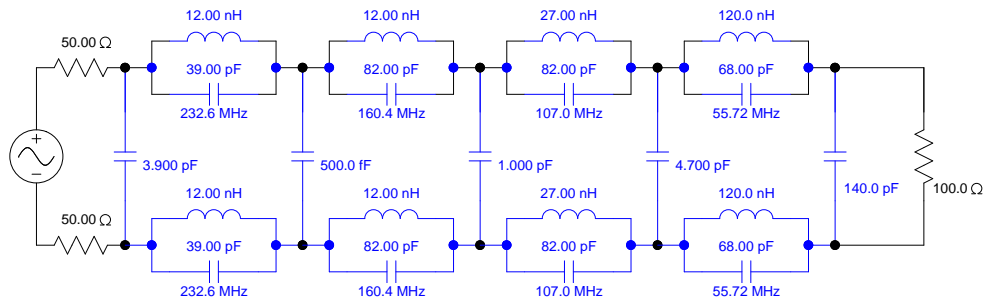 12.00 nH 12.00 nH 27.00 nH 120.0 nH
50.00 Ω
39.00 pF 82.00 pF 82.00 pF 68.00 pF
232.6 MHz 160.4 MHz 107.0 MHz 55.72 MHz
+
−
3.900 pF 500.0 fF 1.000 pF 4.700 pF 140.0 pF 100.0 Ω
12.00 nH 12.00 nH 27.00 nH 120.0 nH
50.00 Ω
39.00 pF 82.00 pF 82.00 pF 68.00 pF
232.6 MHz 160.4 MHz 107.0 MHz 55.72 MHz